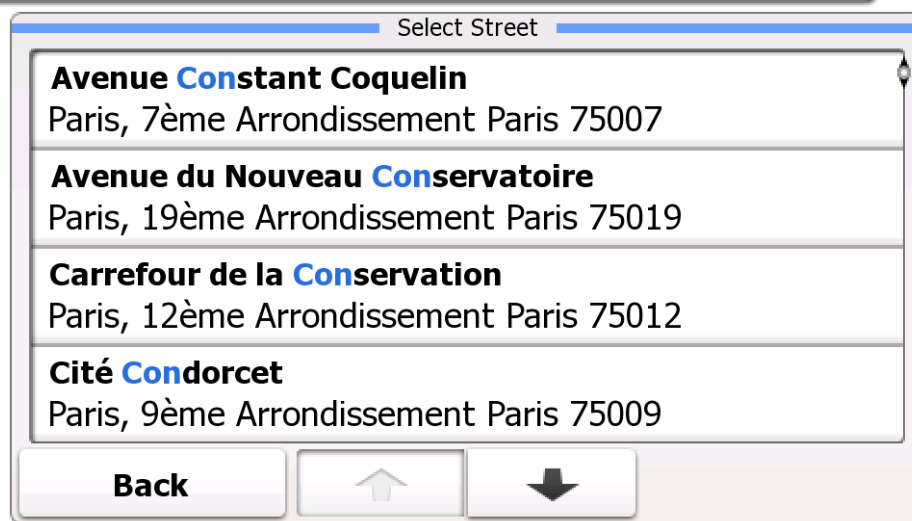 Select Street
Avenue Constant Coquelin
Paris, 7ème Arrondissement Paris 75007
Avenue du Nouveau Conservatoire
Paris, 19ème Arrondissement Paris 75019
Carrefour de la Conservation
Paris, 12ème Arrondissement Paris 75012
Cité Condorcet
Paris, 9ème Arrondissement Paris 75009
Back